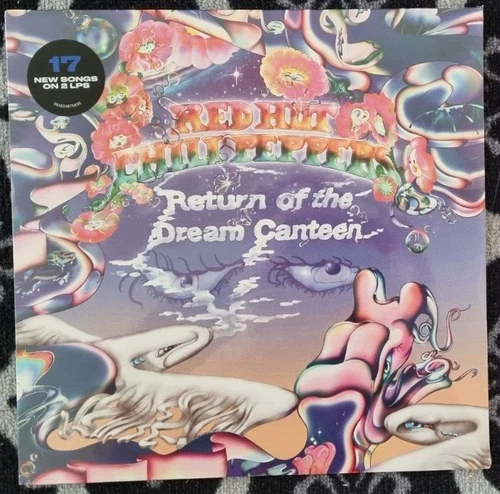 17
NEW SONGS
ON 2 LPS
RED HOT
CHILI PEPPERS
Return of the
Dream Canteen